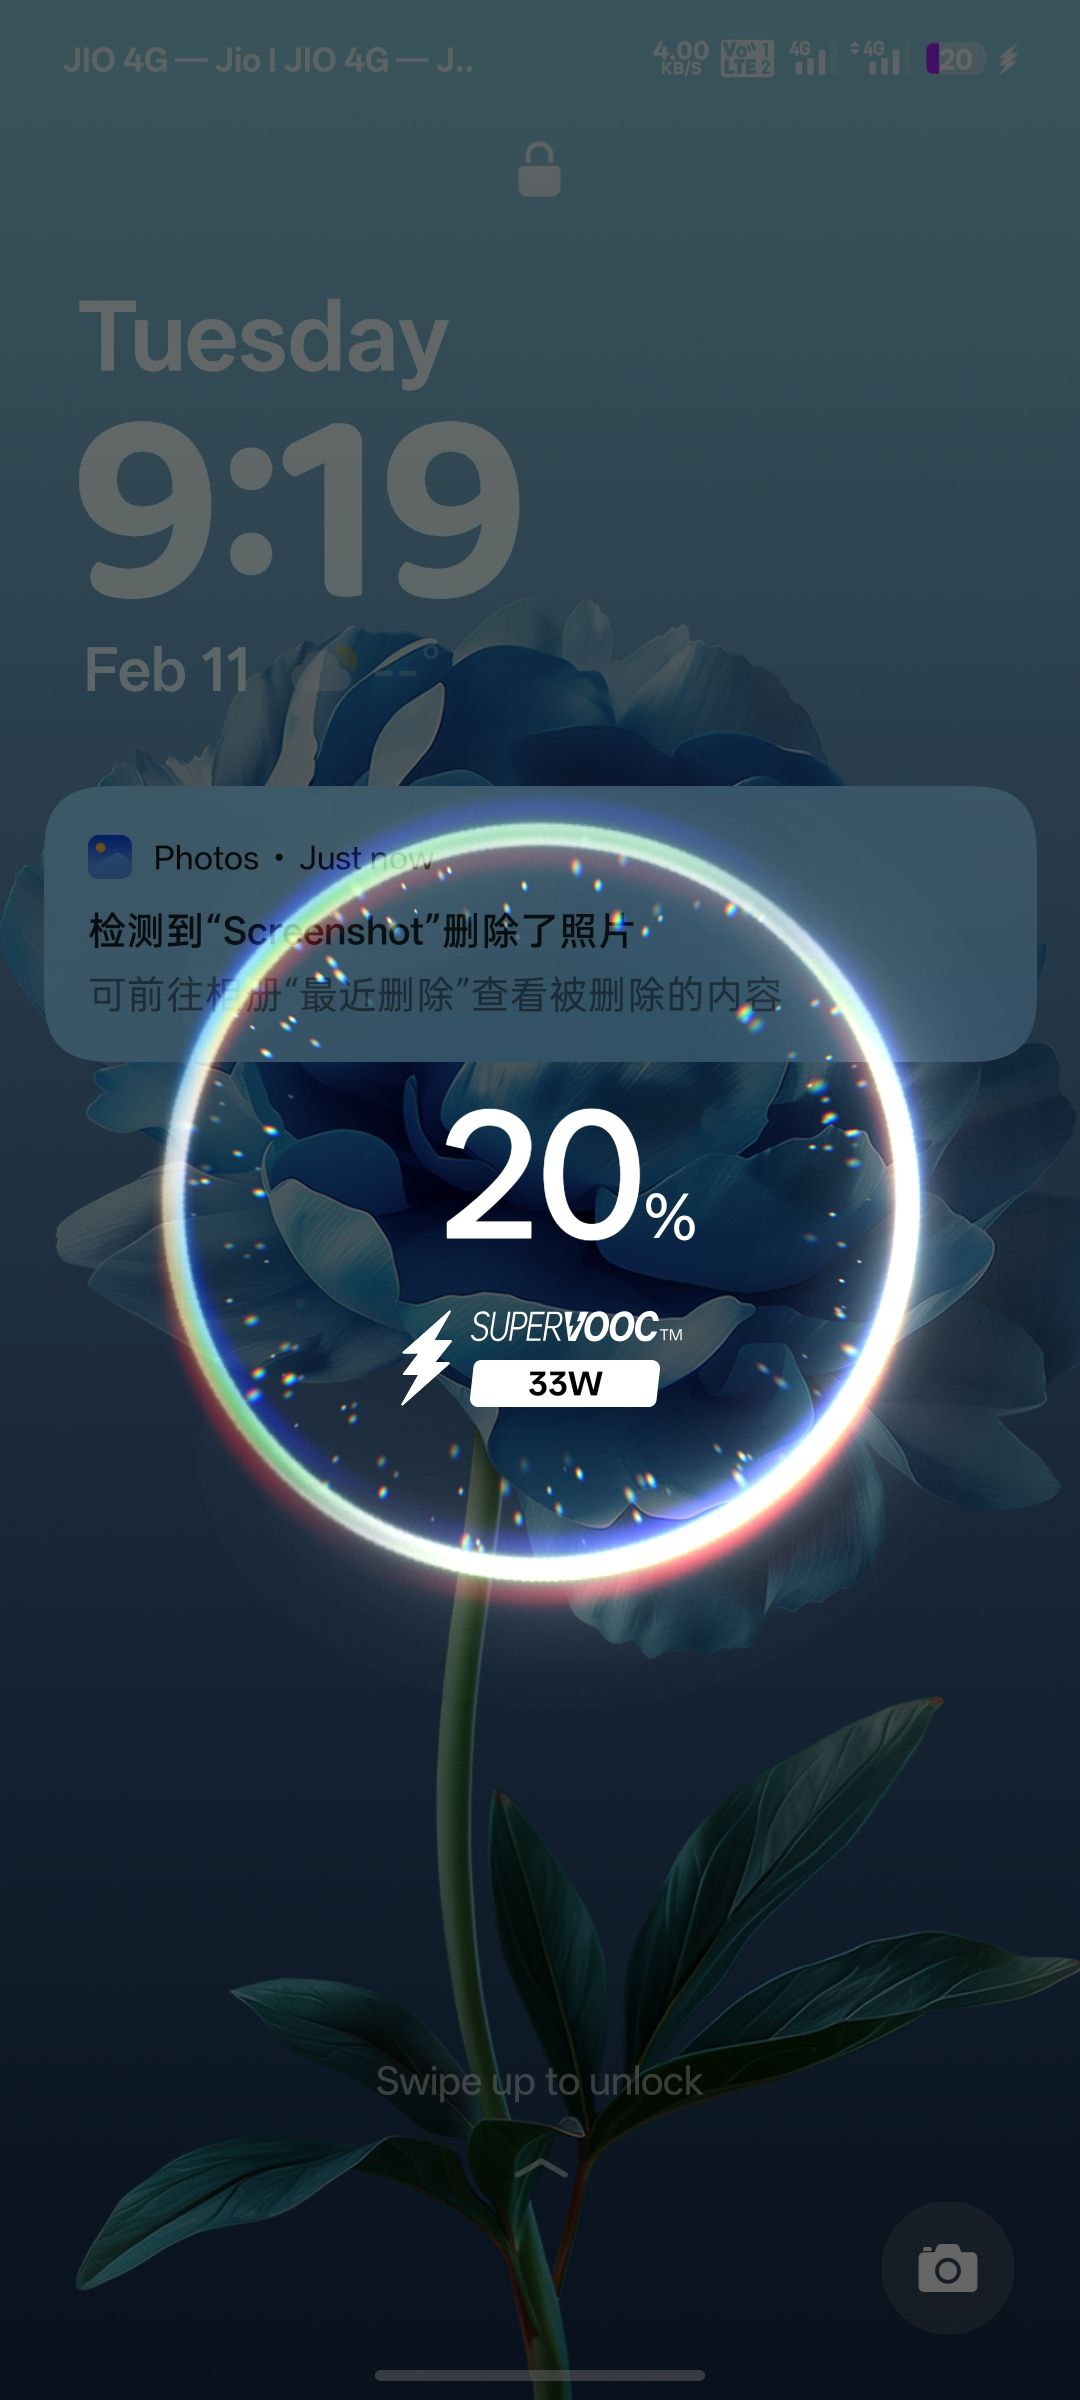 JIO 4G — Jio | JIO 4G — J..
4.00 KB/S Vo)) 1 LTE 2 4G 4G 20
Tuesday
9:19
Feb 11 --°
Photos • Just now
检测到“Screenshot”删除了照片
可前往相册“最近删除”查看被删除的内容
20%
SUPERVOOC™
33W
Swipe up to unlock